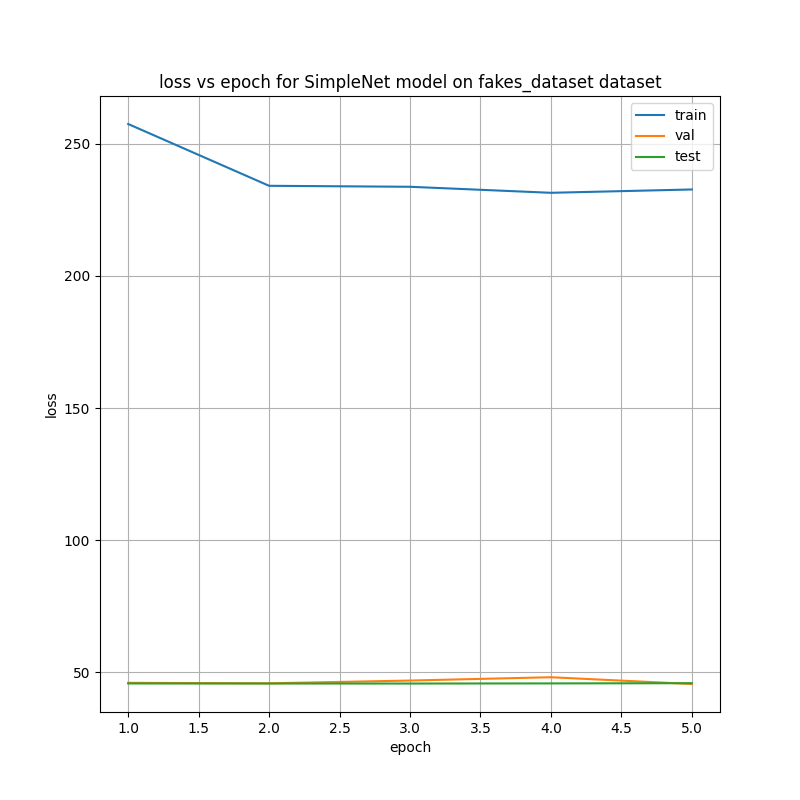 loss vs epoch for SimpleNet model on fakes_dataset dataset
train
val
test
250
200
150
100
50
loss
1.0 1.5 2.0 2.5 3.0 3.5 4.0 4.5 5.0
epoch